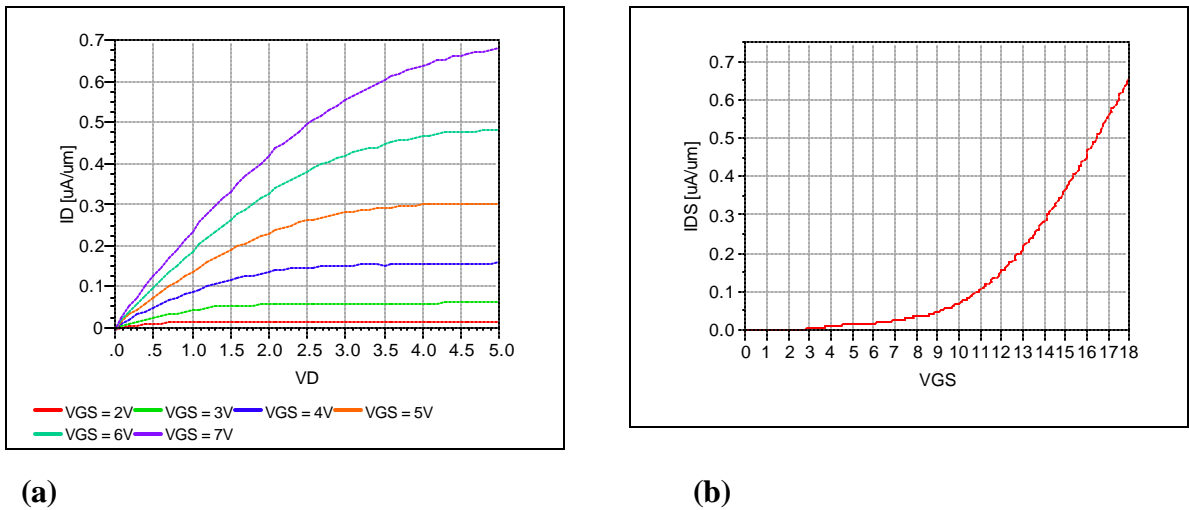 0.7
0.6
0.5
0.4
0.3
0.2
0.1
0
ID [uA/um]
.0 .5 1.0 1.5 2.0 2.5 3.0 3.5 4.0 4.5 5.0
VD
VGS = 2V VGS = 3V VGS = 4V VGS = 5V
VGS = 6V VGS = 7V
(a)
0.7
0.6
0.5
0.4
0.3
0.2
0.1
0.0
IDS [uA/um]
0 1 2 3 4 5 6 7 8 9 10 11 12 13 14 15 16 17 18
VGS
(b)